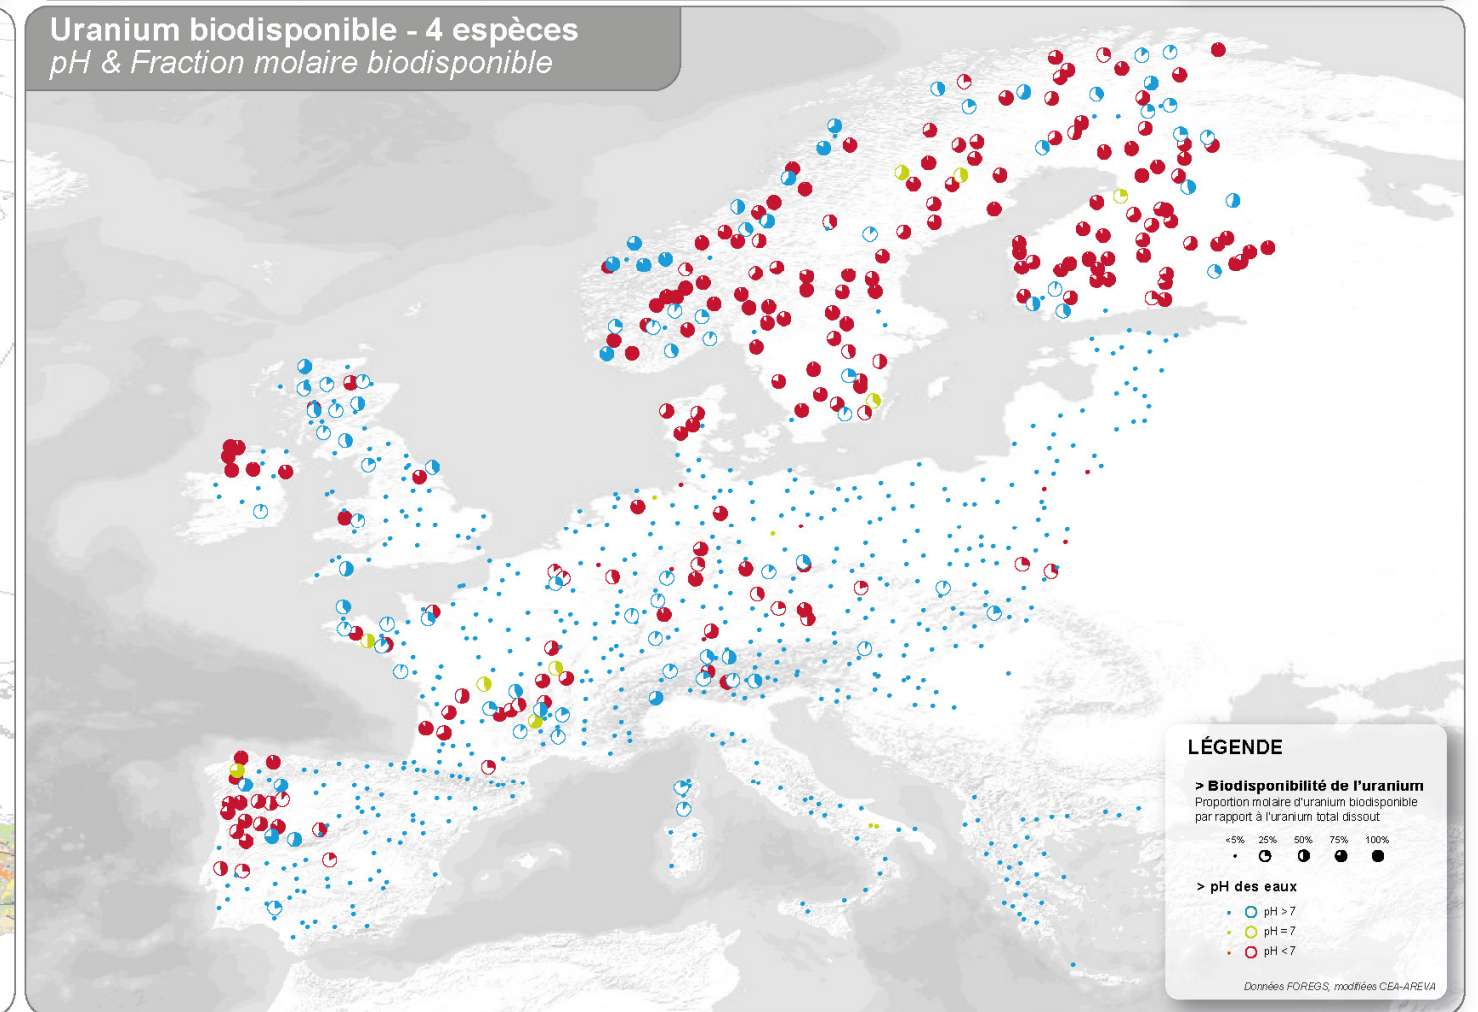 Uranium biodisponible - 4 espèces
pH & Fraction molaire biodisponible
LÉGENDE
> Biodisponibilité de l'uranium
Proportion molaire d'uranium biodisponible
par rapport à l'uranium total dissout
<5% 25% 50% 75% 100%
> pH des eaux
pH > 7
pH = 7
pH < 7
Données FOREGS, modifiées CEA-AREVA